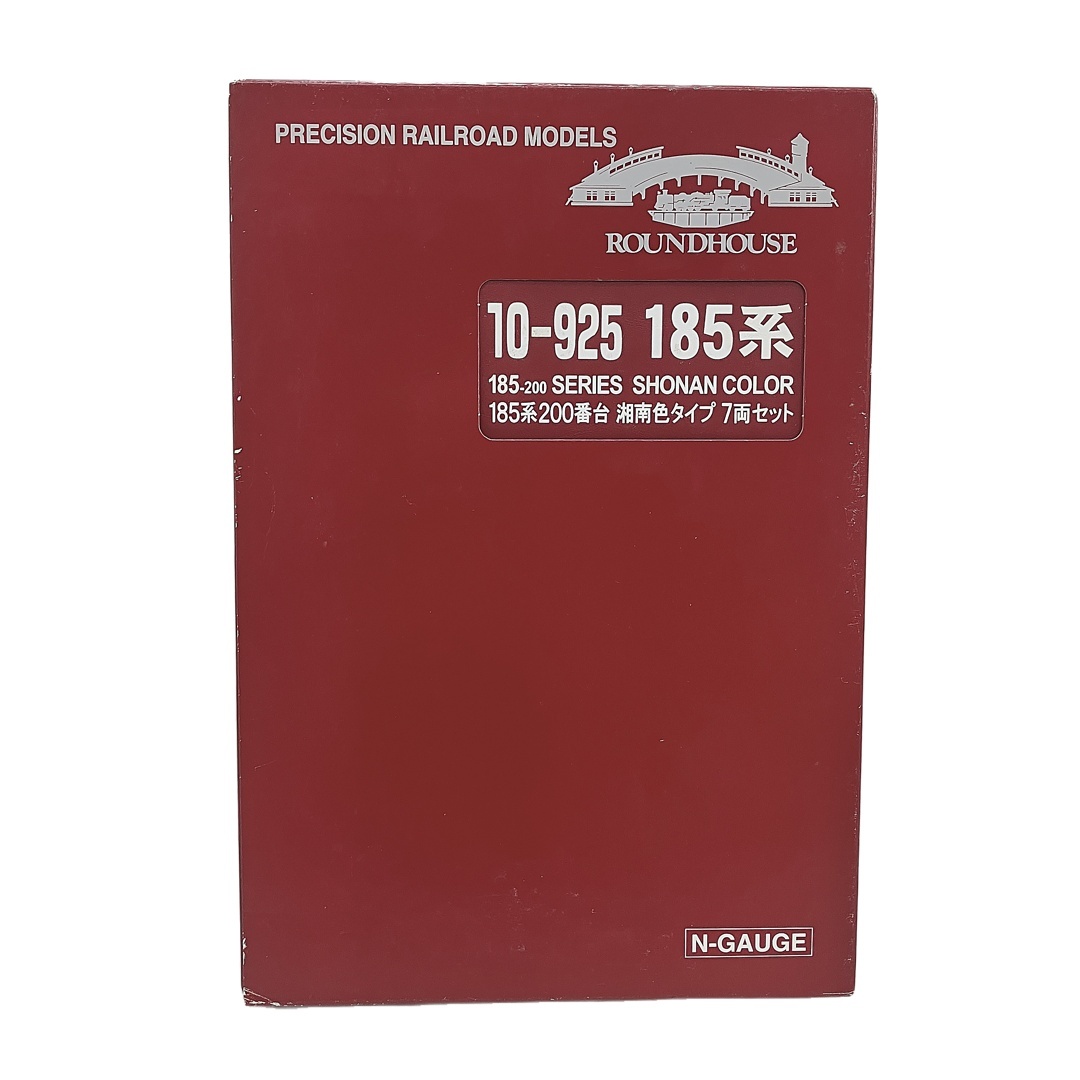 PRECISION RAILROAD MODELS
ROUNDHOUSE
10-925 185系
185-200 SERIES SHONAN COLOR
185系200番台 湘南色タイプ 7両セット
N-GAUGE